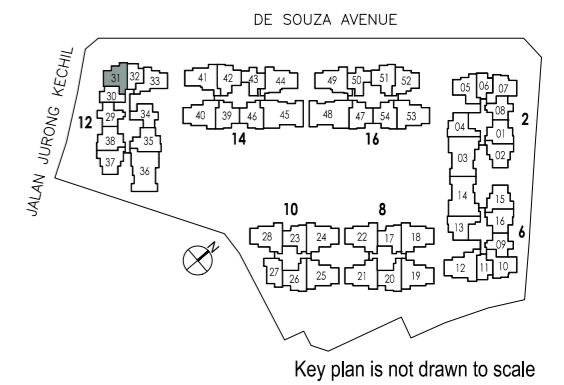 DE SOUZA AVENUE
JALAN JURONG KECHIL
31 32 33
30
29 34
12
38 35
37 36
41 42 43 44
40 39 46 45
14
49 50 51 52
48 47 54 53
16
05 06 07
08
2
04 01
03 02
14 15
13 16
6
09
12 11 10
10
28 23 24
27 26 25
8
22 17 18
21 20 19
N
Key plan is not drawn to scale